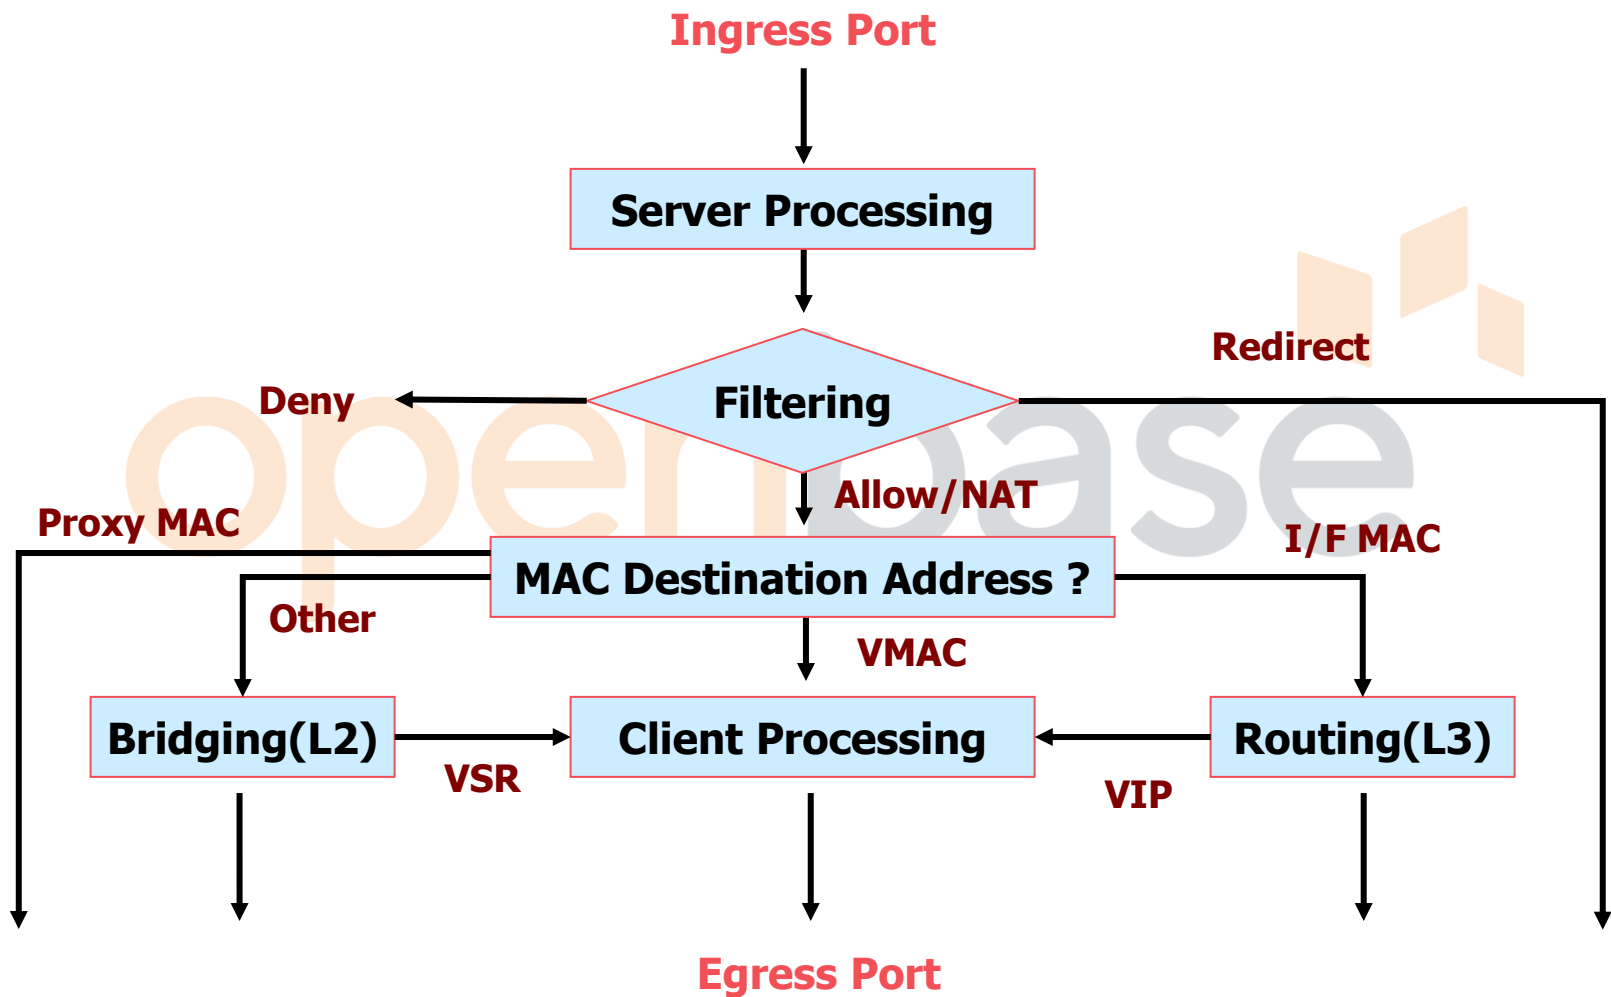 Ingress Port
Server Processing
Redirect
Deny
Filtering
openbase
Allow/NAT
Proxy MAC
I/F MAC
MAC Destination Address ?
Other
VMAC
Bridging(L2)
Client Processing
Routing(L3)
VSR
VIP
Egress Port